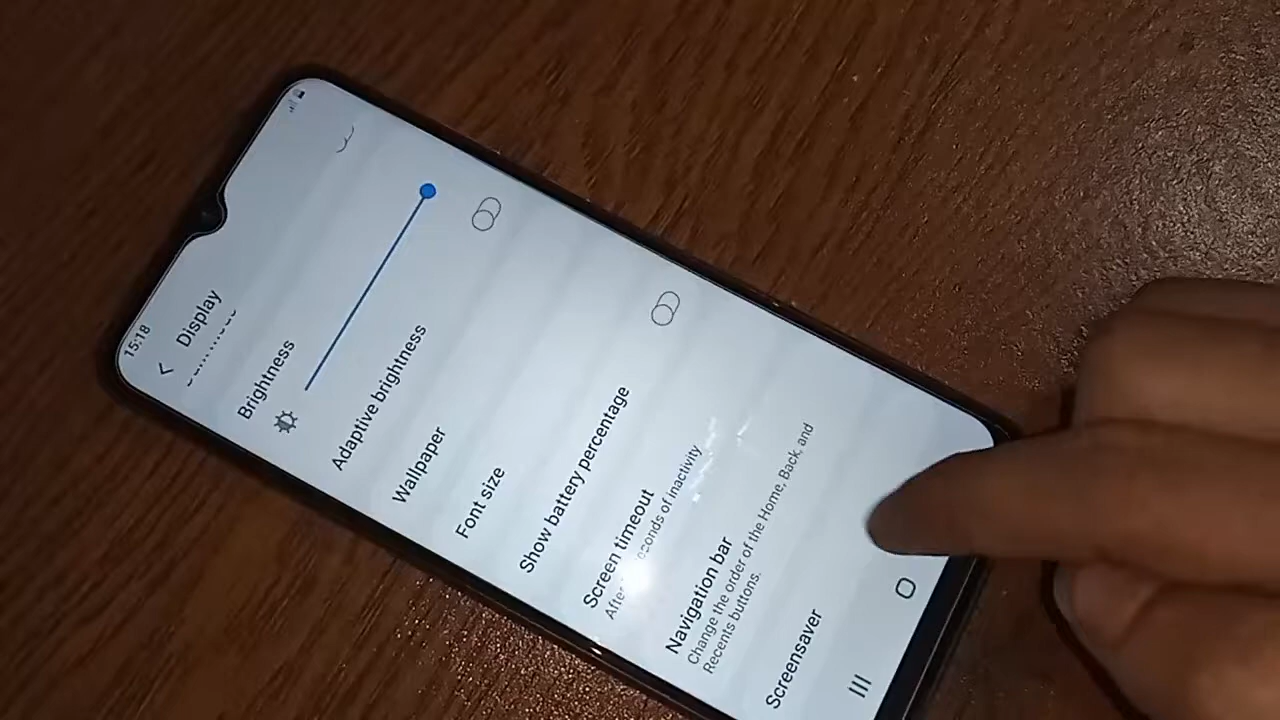 15:18
Display
Brightness
Adaptive brightness
Wallpaper
Font size
Show battery percentage
Screen timeout
of inactivity
Navigation bar
Change the order of the Home, Back, and
Recents buttons.
Screensaver